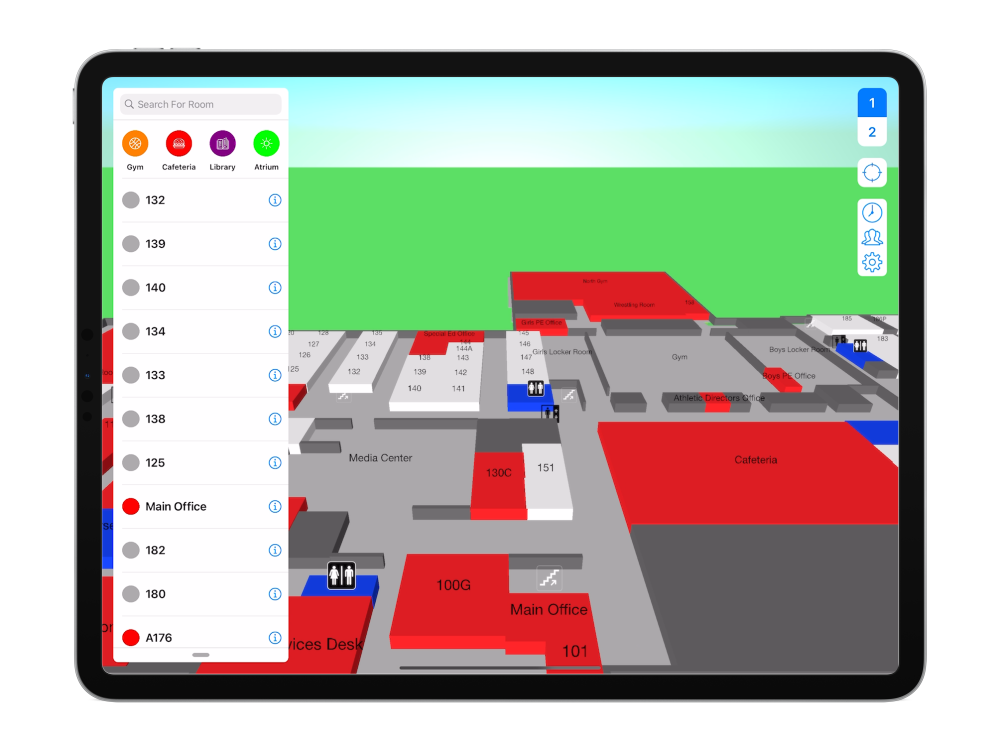 Search For Room
Gym
Cafeteria
Library
Atrium
132
139
140
134
133
138
125
Main Office
182
180
A176
1
2
North Gym
Wrestling Room
Girls PE Office
Girls Locker Room
Gym
Boys Locker Room
185
183
Boys PE Office
Athletic Directors Office
128
127
126
135
134
133
132
Special Ed Office
144
144A
138
143
139
142
140
141
146
147
148
Media Center
130C
151
Cafeteria
100G
Main Office
101
vices Desk